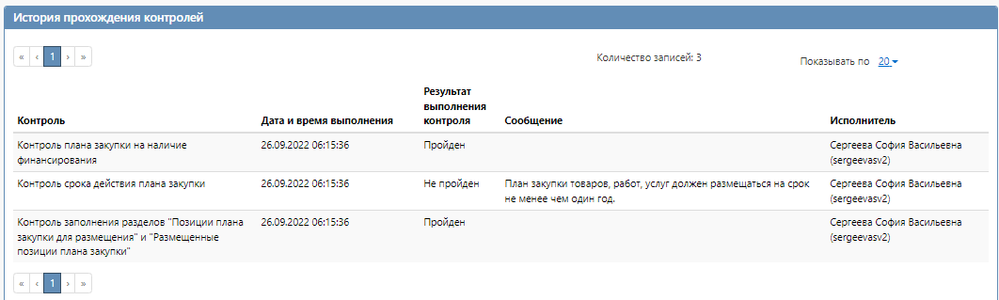 История прохождения контролей
« ‹ 1 › »
Количество записей: 3
Показывать по 20
Результат
выполнения
Контроль Дата и время выполнения контроля Сообщение Исполнитель
Контроль плана закупки на наличие 26.09.2022 06:15:36 Пройден Сергеева София Васильевна
финансирования (sergeevasv2)
Контроль срока действия плана закупки 26.09.2022 06:15:36 Не пройден План закупки товаров, работ, услуг должен размещаться на срок Сергеева София Васильевна
не менее чем один год. (sergeevasv2)
Контроль заполнения разделов "Позиции плана 26.09.2022 06:15:36 Пройден Сергеева София Васильевна
закупки для размещения" и "Размещенные (sergeevasv2)
позиции плана закупки"
« ‹ 1 › »